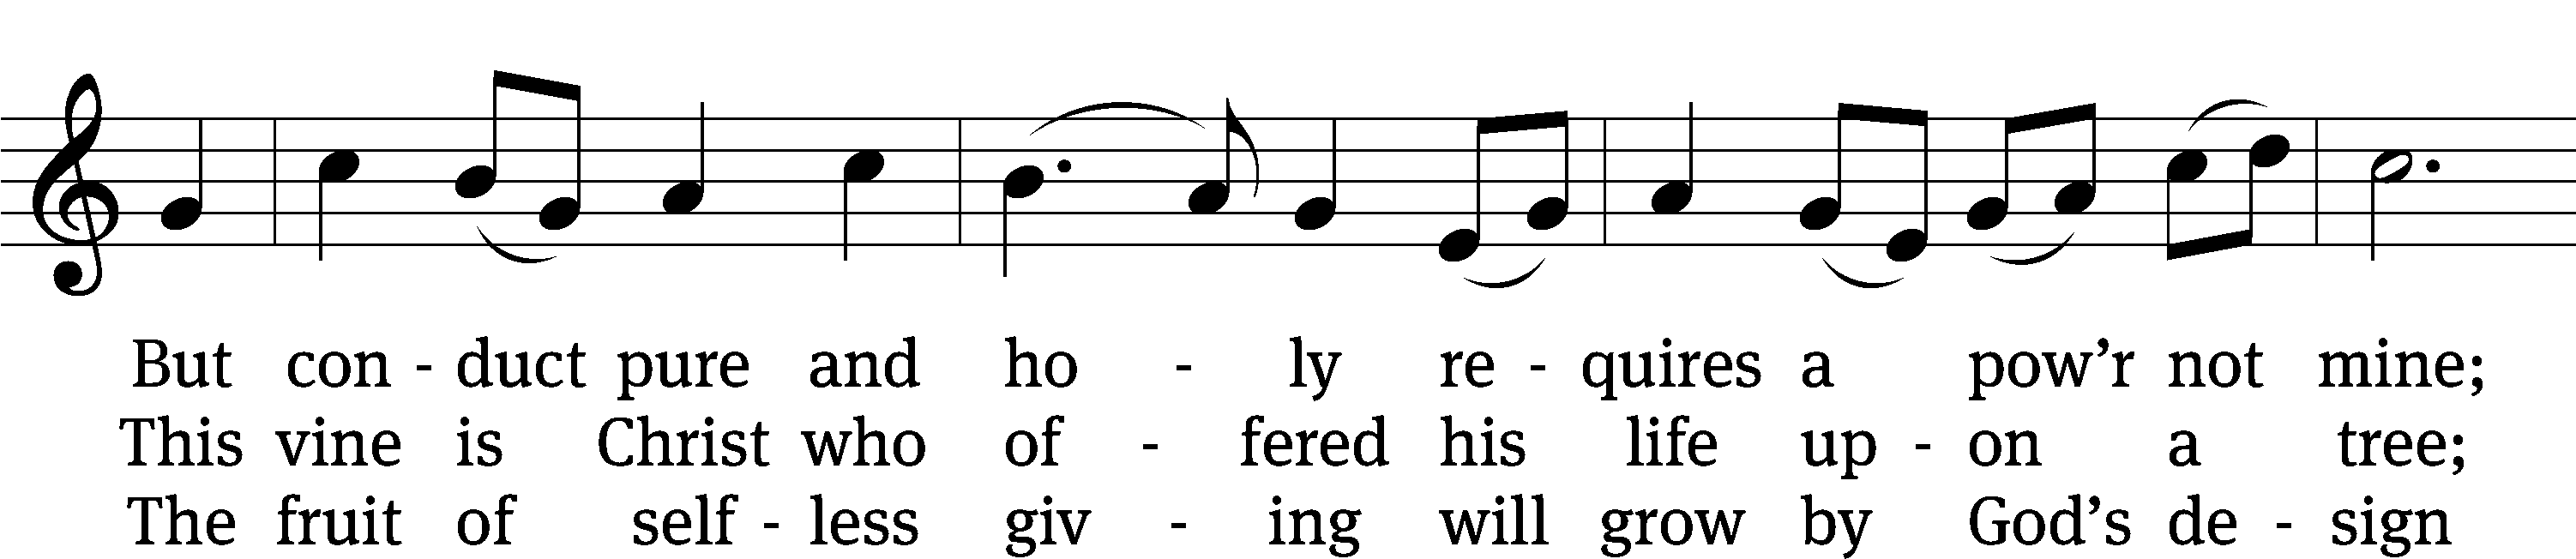 But con - duct pure and ho - ly re - quires a pow’r not mine;
This vine is Christ who of - fered his life up - on a tree;
The fruit of self - less giv - ing will grow by God’s de - sign